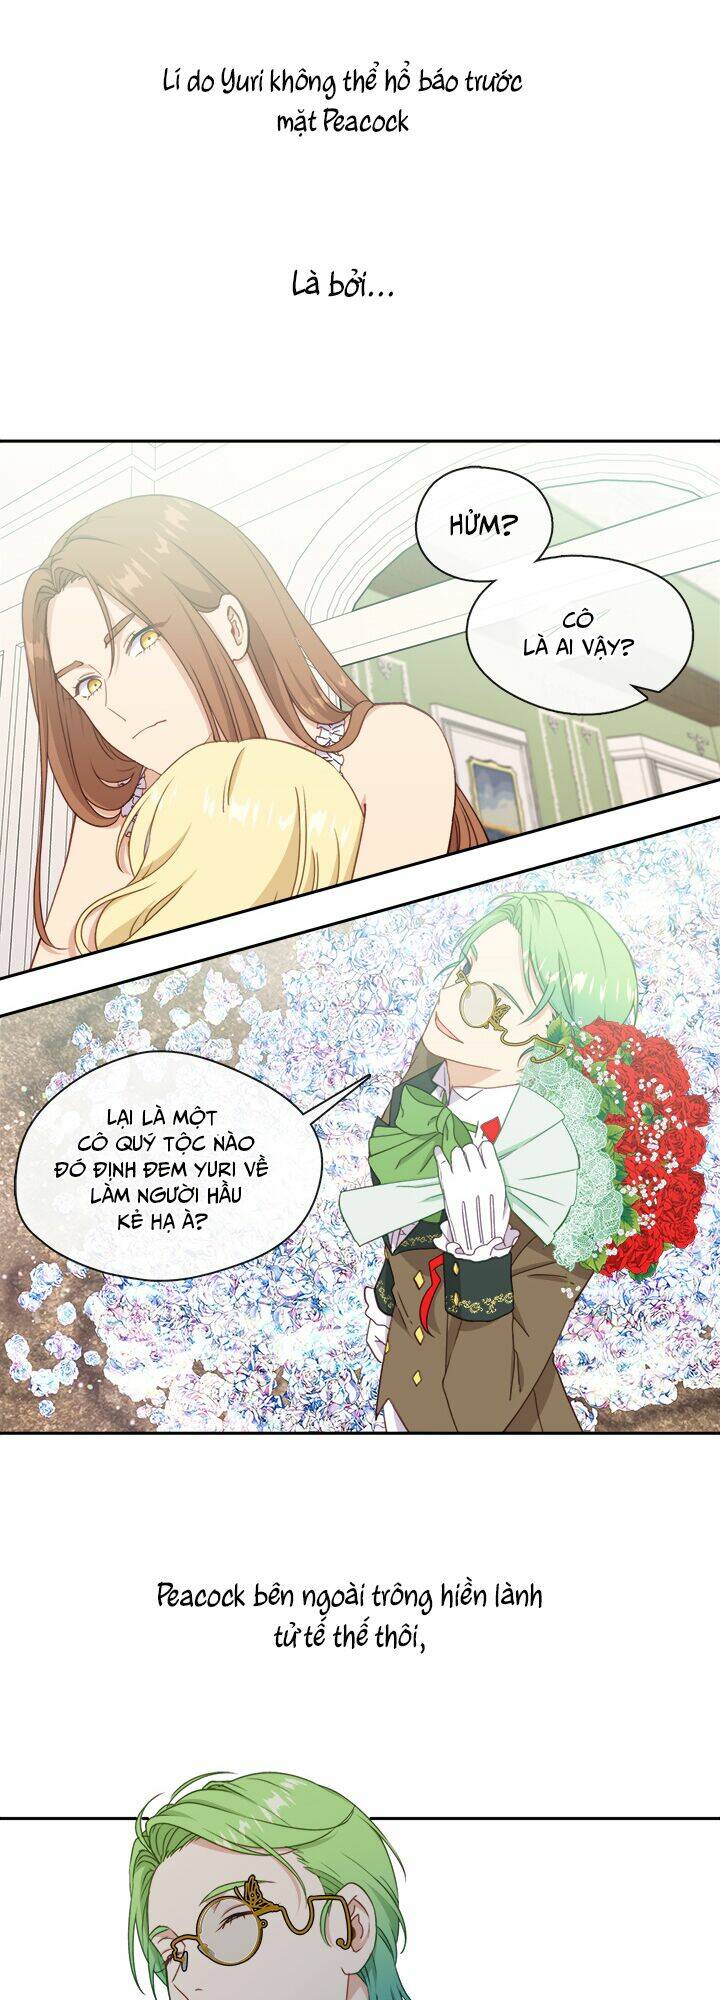 Lí do Yuri không thể hổ báo trước
mặt Peacock
Là bởi...
HỬM?
CÔ
LÀ AI VẬY?
LẠI LÀ MỘT
CÔ QUÝ TỘC NÀO
ĐÓ ĐỊNH ĐEM YURI VỀ
LÀM NGƯỜI HẦU
KẺ HẠ À?
Peacock bên ngoài trông hiền lành
tử tế thế thôi,